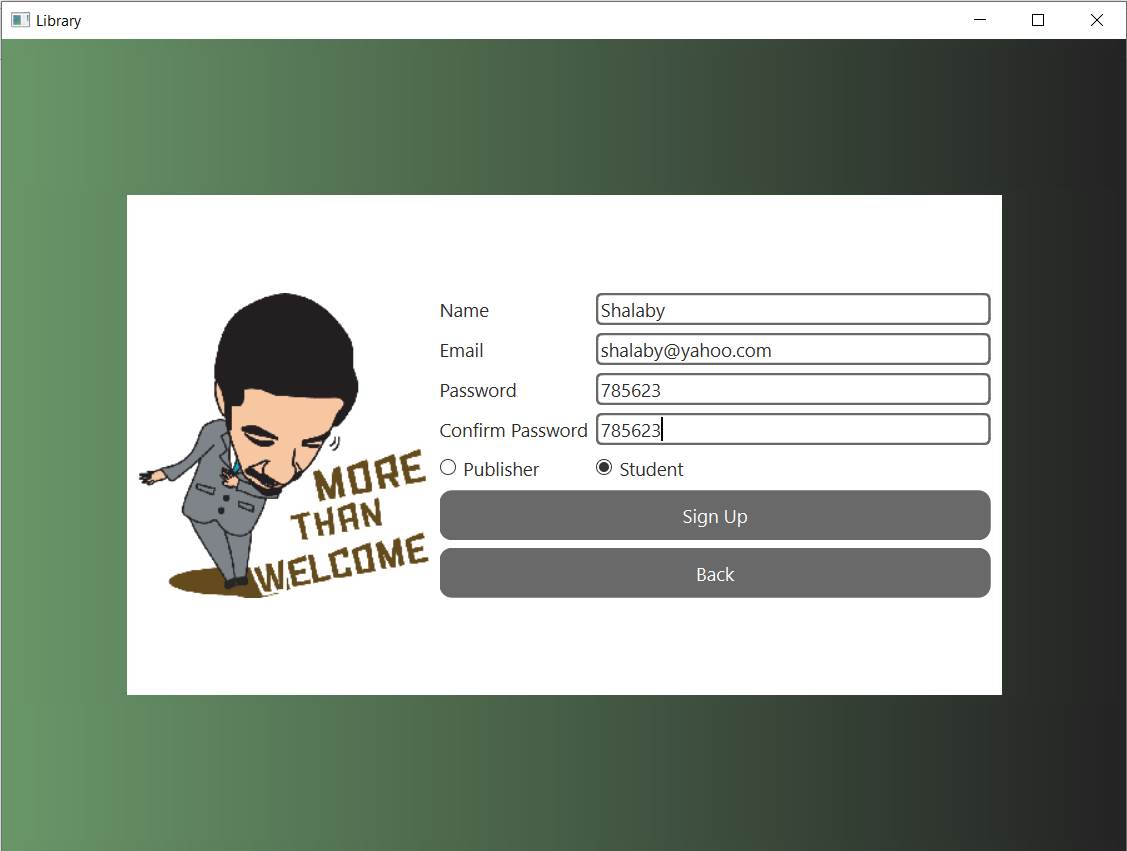 Library
MORE
THAN
WELCOME
Name Shalaby
Email shalaby@yahoo.com
Password 785623
Confirm Password 785623
Publisher Student
Sign Up
Back